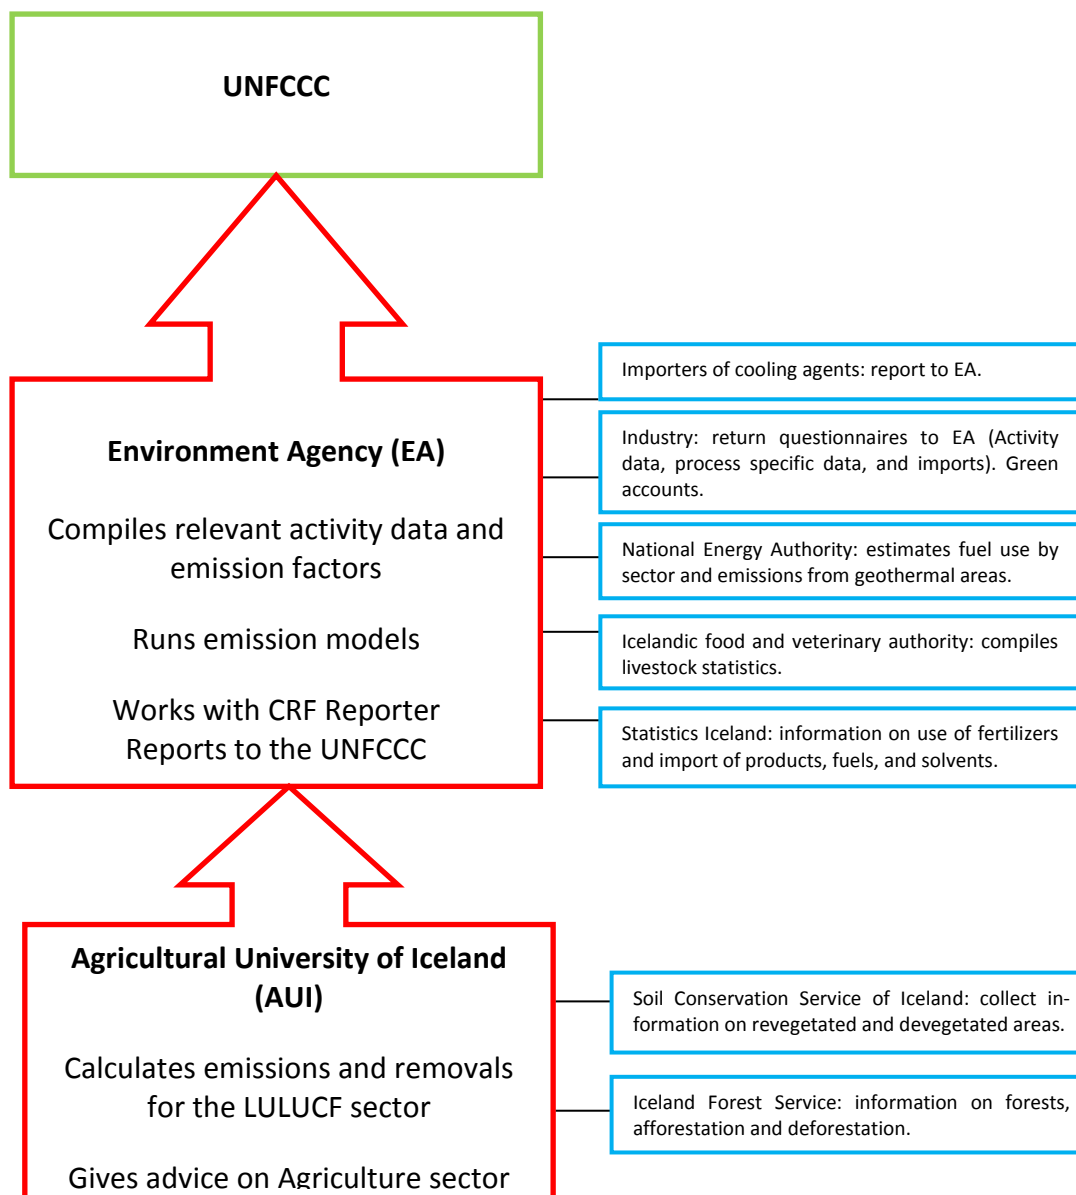 UNFCCC
Environment Agency (EA)
Compiles relevant activity data and
emission factors
Runs emission models
Works with CRF Reporter
Reports to the UNFCCC
Importers of cooling agents: report to EA.
Industry: return questionnaires to EA (Activity
data, process specific data, and imports). Green
accounts.
National Energy Authority: estimates fuel use by
sector and emissions from geothermal areas.
Icelandic food and veterinary authority: compiles
livestock statistics.
Statistics Iceland: information on use of fertilizers
and import of products, fuels, and solvents.
Agricultural University of Iceland
(AUI)
Calculates emissions and removals
for the LULUCF sector
Gives advice on Agriculture sector
Soil Conservation Service of Iceland: collect in-
formation on revegetated and devegetated areas.
Iceland Forest Service: information on forests,
afforestation and deforestation.